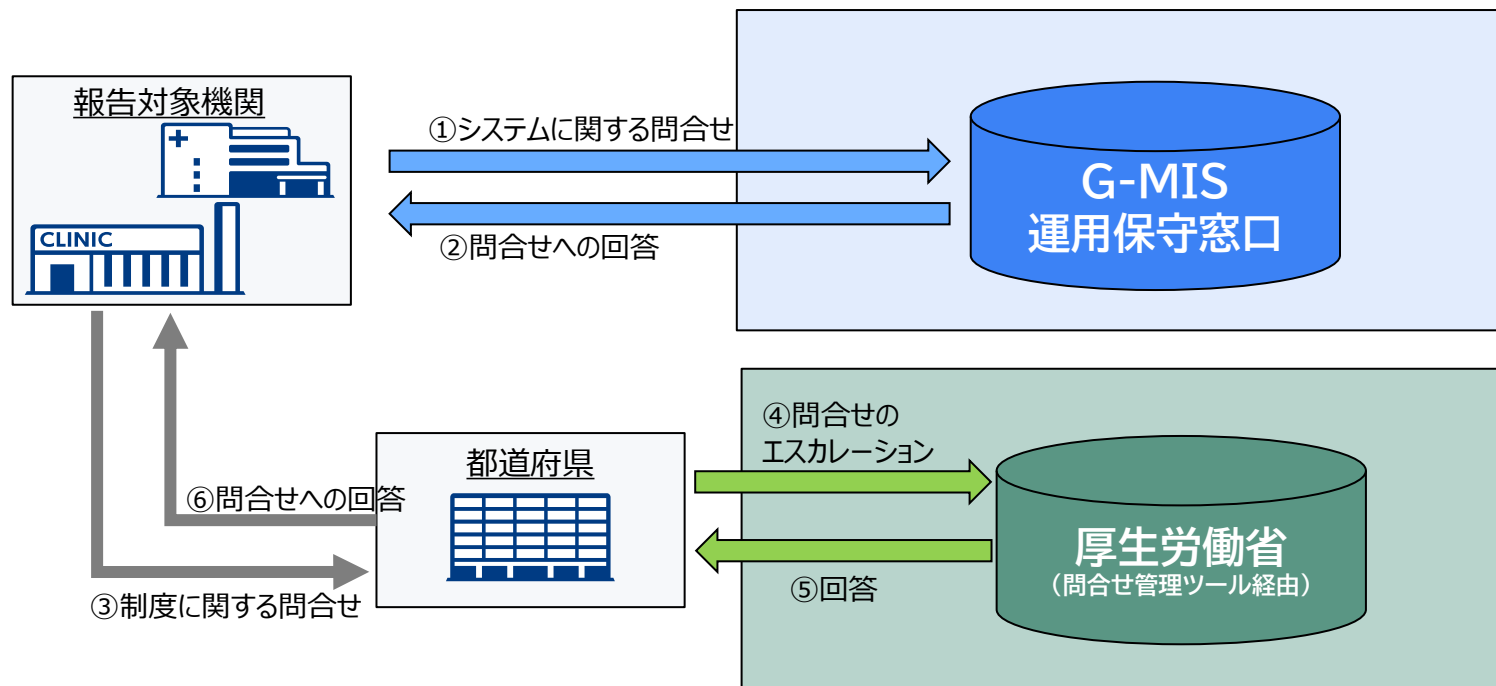 報告対象機関
CLINIC
①システムに関する問合せ
②問合せへの回答
G-MIS
運用保守窓口
④問合せの
エスカレーション
都道府県
⑥問合せへの回答
③制度に関する問合せ
⑤回答
厚生労働省
（問合せ管理ツール経由）